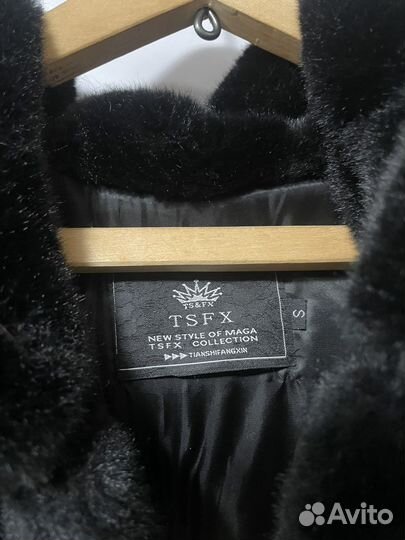 TS&FX
TSFX
NEW STYLE OF MAGA
TSFX COLLECTION
▶▶▶TIANSHIFANGXIN
S
Avito